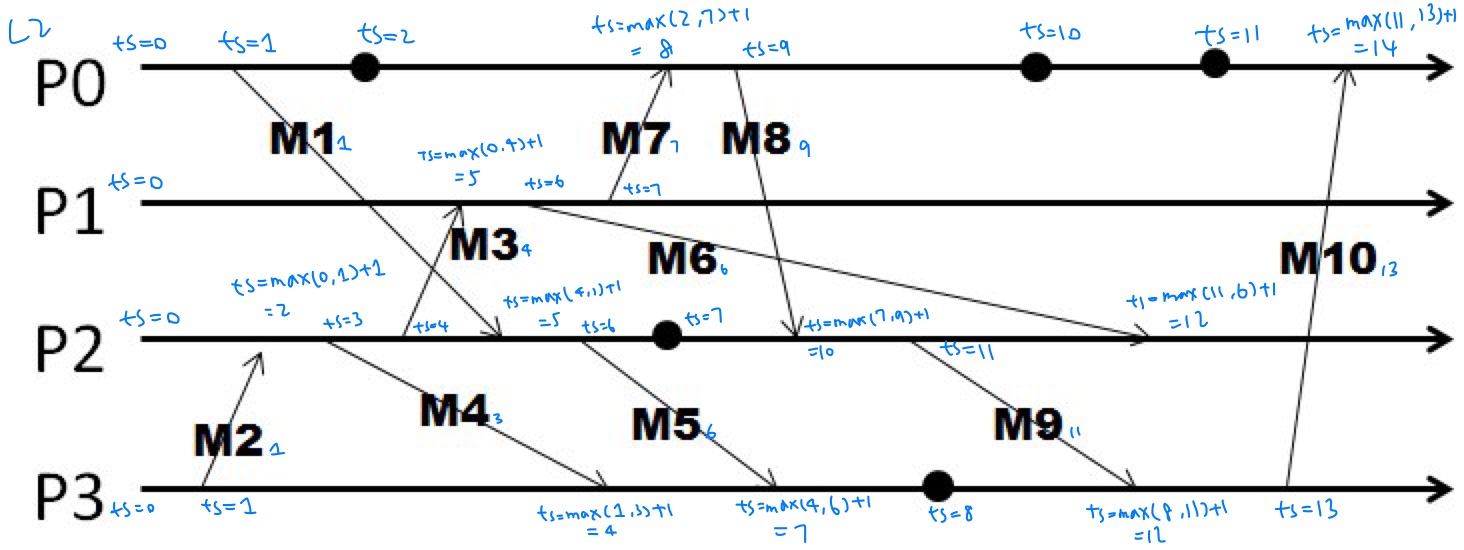 L2
ts=0
ts=1
ts=2
ts=max(2,7)+1
= 8
ts=9
ts=10
ts=11
ts=max(11,13)+1
=14
P0
M1 1
M7 7
M8 9
ts=max(0,4)+1
=5
ts=0
ts=6
ts=7
P1
M3 4
M6 6
M10 13
ts=max(0,1)+1
=2
ts=0
ts=3
ts=4
ts=max(4,1)+1
=5
ts=6
ts=7
ts=max(7,9)+1
=10
ts=11
t1=max(11,6)+1
=12
P2
M2 1
M4 3
M5 6
M9 11
P3
ts=0
ts=1
ts=max(1,3)+1
=4
ts=max(4,6)+1
=7
ts=8
ts=max(8,11)+1
=12
ts=13